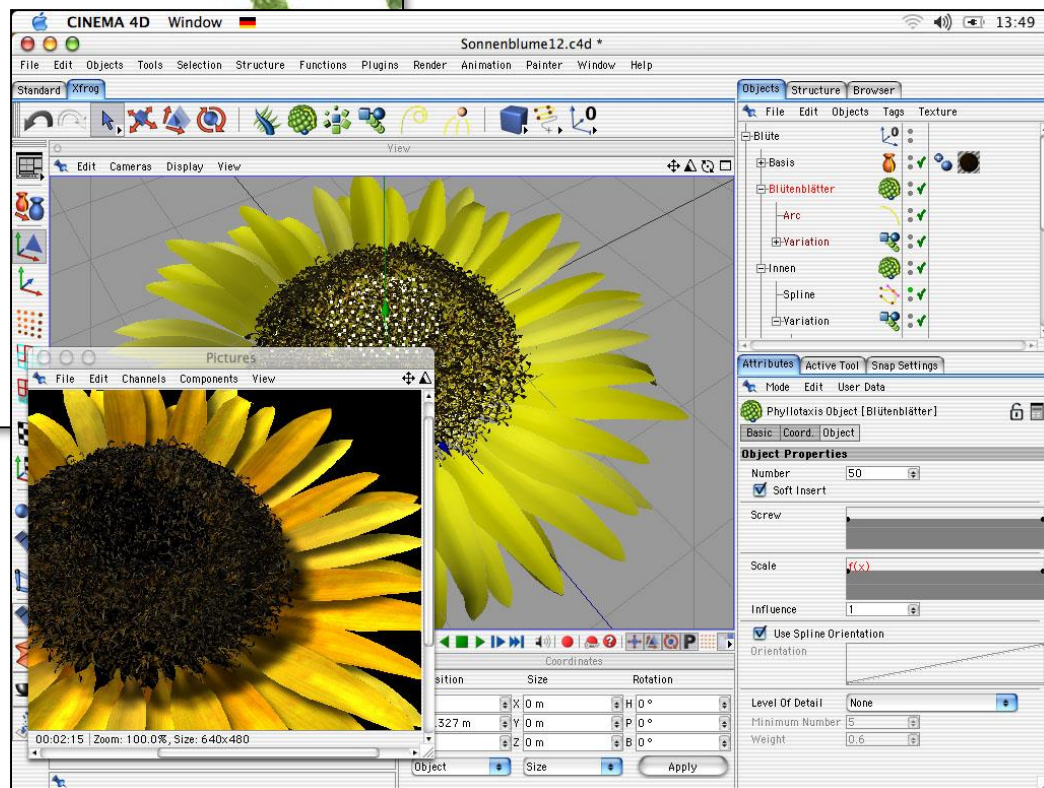 CINEMA 4D Window 13:49
Sonnenblume12.c4d *
File Edit Objects Tools Selection Structure Functions Plugins Render Animation Painter Window Help
Standard Xfrog
View
Edit Cameras Display View
Pictures
File Edit Channels Components View
00:02:15 Zoom: 100.0%, Size: 640x480
Coordinates
sition Size Rotation
X 0 m H 0 °
.327 m Y 0 m P 0 °
Z 0 m B 0 °
Object Size Apply
Objects Structure Browser
File Edit Objects Tags Texture
Blüte
Basis
Blütenblätter
Arc
Variation
Innen
Spline
Variation
Attributes Active Tool Snap Settings
Mode Edit User Data
Phyllotaxis Object [Blütenblätter]
Basic Coord. Object
Object Properties
Number 50
Soft Insert
Screw
Scale f(x)
Influence 1
Use Spline Orientation
Orientation
Level Of Detail None
Minimum Number 5
Weight 0.6